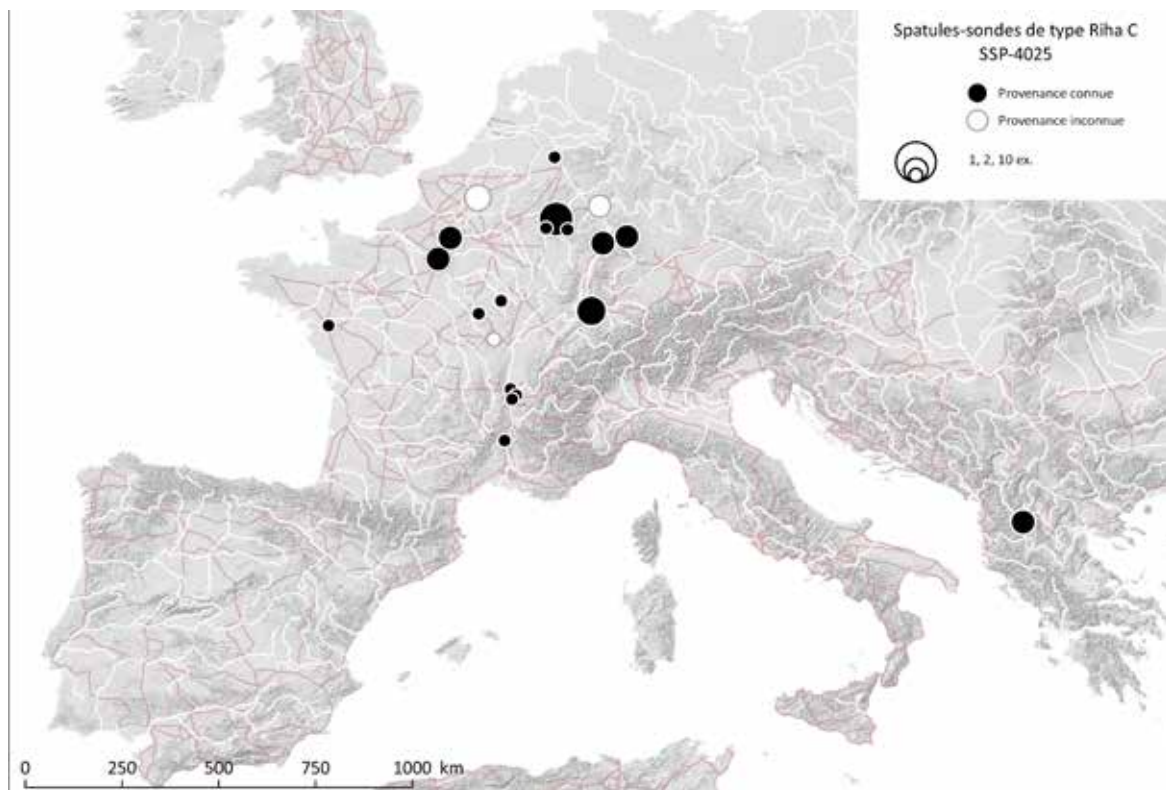 Spatules-sondes de type Riha C
SSP-4025
Provenance connue
Provenance inconnue
1, 2, 10 ex.
0 250 500 750 1000 km